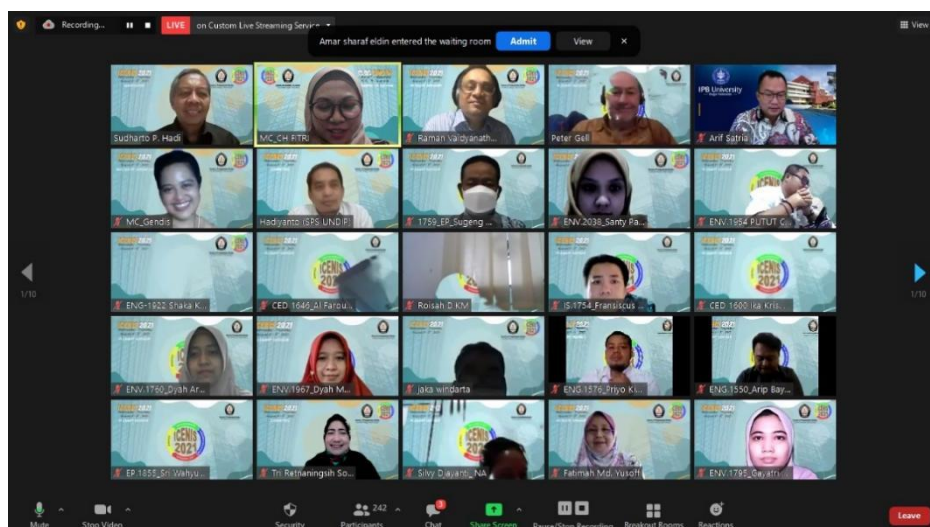 Recording...
LIVE
on Custom Live Streaming Service
View
Amar sharaf eldin entered the waiting room
Admit
View
Sudharto P. Hadi
MC_CH FITRI
Raman Vaidyanath...
Peter Gell
IPB University
Arif Satria
MC_Gendis
Hadiyanto (SPS UNDIP)
1759_EP_Sugeng ...
ENV.2038_Santy Pa...
ENV.1954 PUTUT C...
ENG-1922 Shaka K...
CED 1646_Al Farou...
Roisah D KM
IS.1754_Fransiscus ...
CED 1600 Ika Kris...
1/10
1/10
ENV.1760_Dyah Ar...
ENV.1967_Dyah M...
jaka windarta
ENG.1576_Priyo K...
ENG.1550_Arip Bay...
ICENIS
2021
EP.1855_Sri Wahyu...
Tri Retnaningsih So...
Silvy Djayanti_NA
Fatimah Md. Yusoff
ENV.1795_Gayatri ...
Mute
Stop Video
Security
242
Participants
3
Chat
Share Screen
Pause/Stop Recording
Breakout Rooms
Reactions
Leave